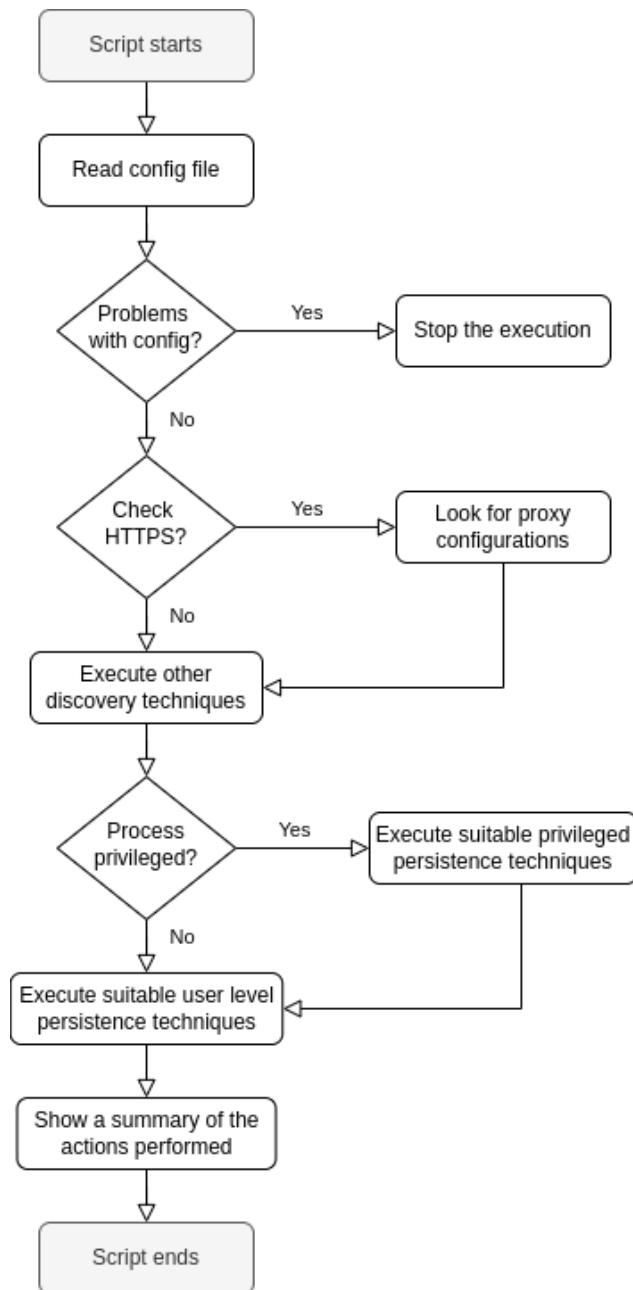 Script starts
Read config file
Problems
with config?
Yes
Stop the execution
No
Check
HTTPS?
Yes
Look for proxy
configurations
No
Execute other
discovery techniques
Process
privileged?
Yes
Execute suitable privileged
persistence techniques
No
Execute suitable user level
persistence techniques
Show a summary of the
actions performed
Script ends